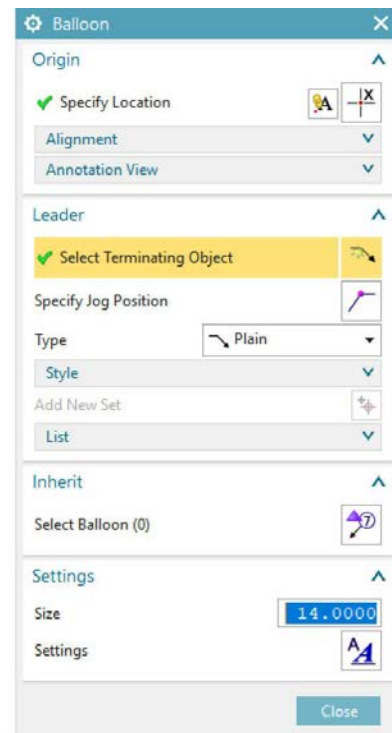 Balloon
Origin
Specify Location
Alignment
Annotation View
Leader
Select Terminating Object
Specify Jog Position
Type Plain
Style
Add New Set
List
Inherit
Select Balloon (0)
Settings
Size 14.0000
Settings
Close